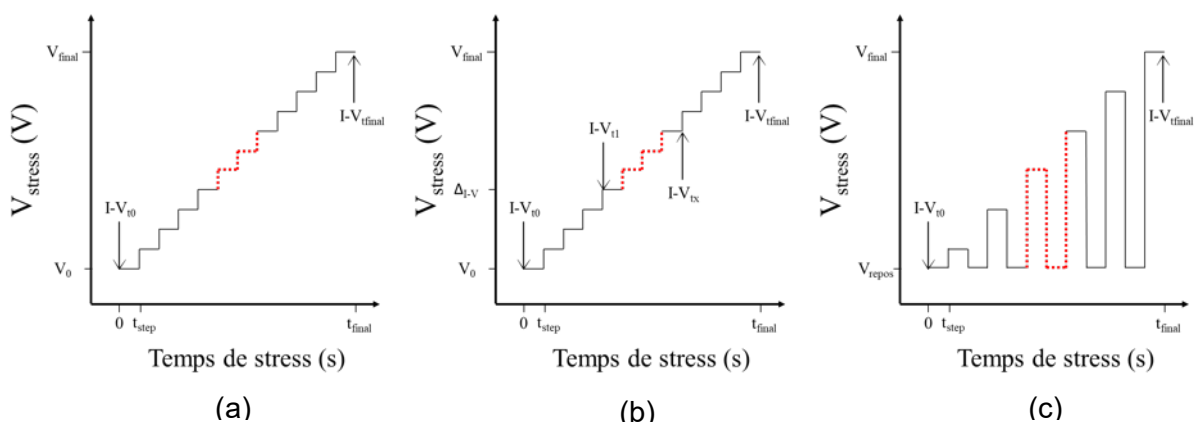 V_stress (V)
V_final
I-V_tfinal
I-V_t0
V_0
0
t_step
t_final
Temps de stress (s)
(a)
V_stress (V)
V_final
I-V_tfinal
I-V_t1
Δ_I-V
I-V_tx
I-V_t0
V_0
0
t_step
t_final
Temps de stress (s)
(b)
V_stress (V)
V_final
I-V_tfinal
I-V_t0
V_repos
0
t_step
t_final
Temps de stress (s)
(c)